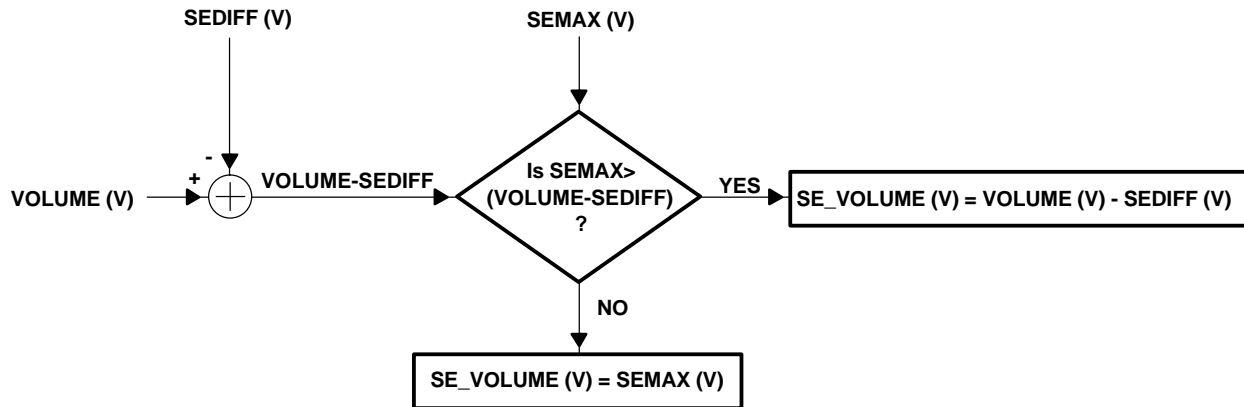 SEDIFF (V)
SEMAX (V)
-
+
VOLUME (V)
VOLUME-SEDIFF
Is SEMAX>
(VOLUME-SEDIFF)
?
YES
SE_VOLUME (V) = VOLUME (V) - SEDIFF (V)
NO
SE_VOLUME (V) = SEMAX (V)